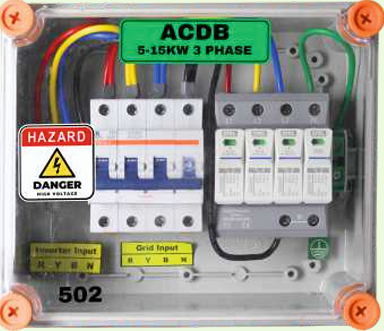 ACDB
5-15KW 3 PHASE
HAZARD
DANGER
HIGH VOLTAGE
Inverter Input
R Y B N
Grid Input
R Y B N
502